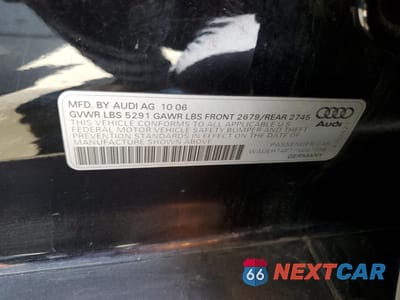 MFD. BY AUDI AG 10 06
GVWR LBS 5291 GAWR LBS FRONT 2679/REAR 2745
THIS VEHICLE CONFORMS TO ALL APPLICABLE U.S.
FEDERAL MOTOR VEHICLE SAFETY BUMPER AND THEFT
PREVENTION STANDARDS IN EFFECT ON THE DATE OF
MANUFACTURE SHOWN ABOVE.
Audi
PASSENGER CAR
GERMANY
66 NEXTCAR